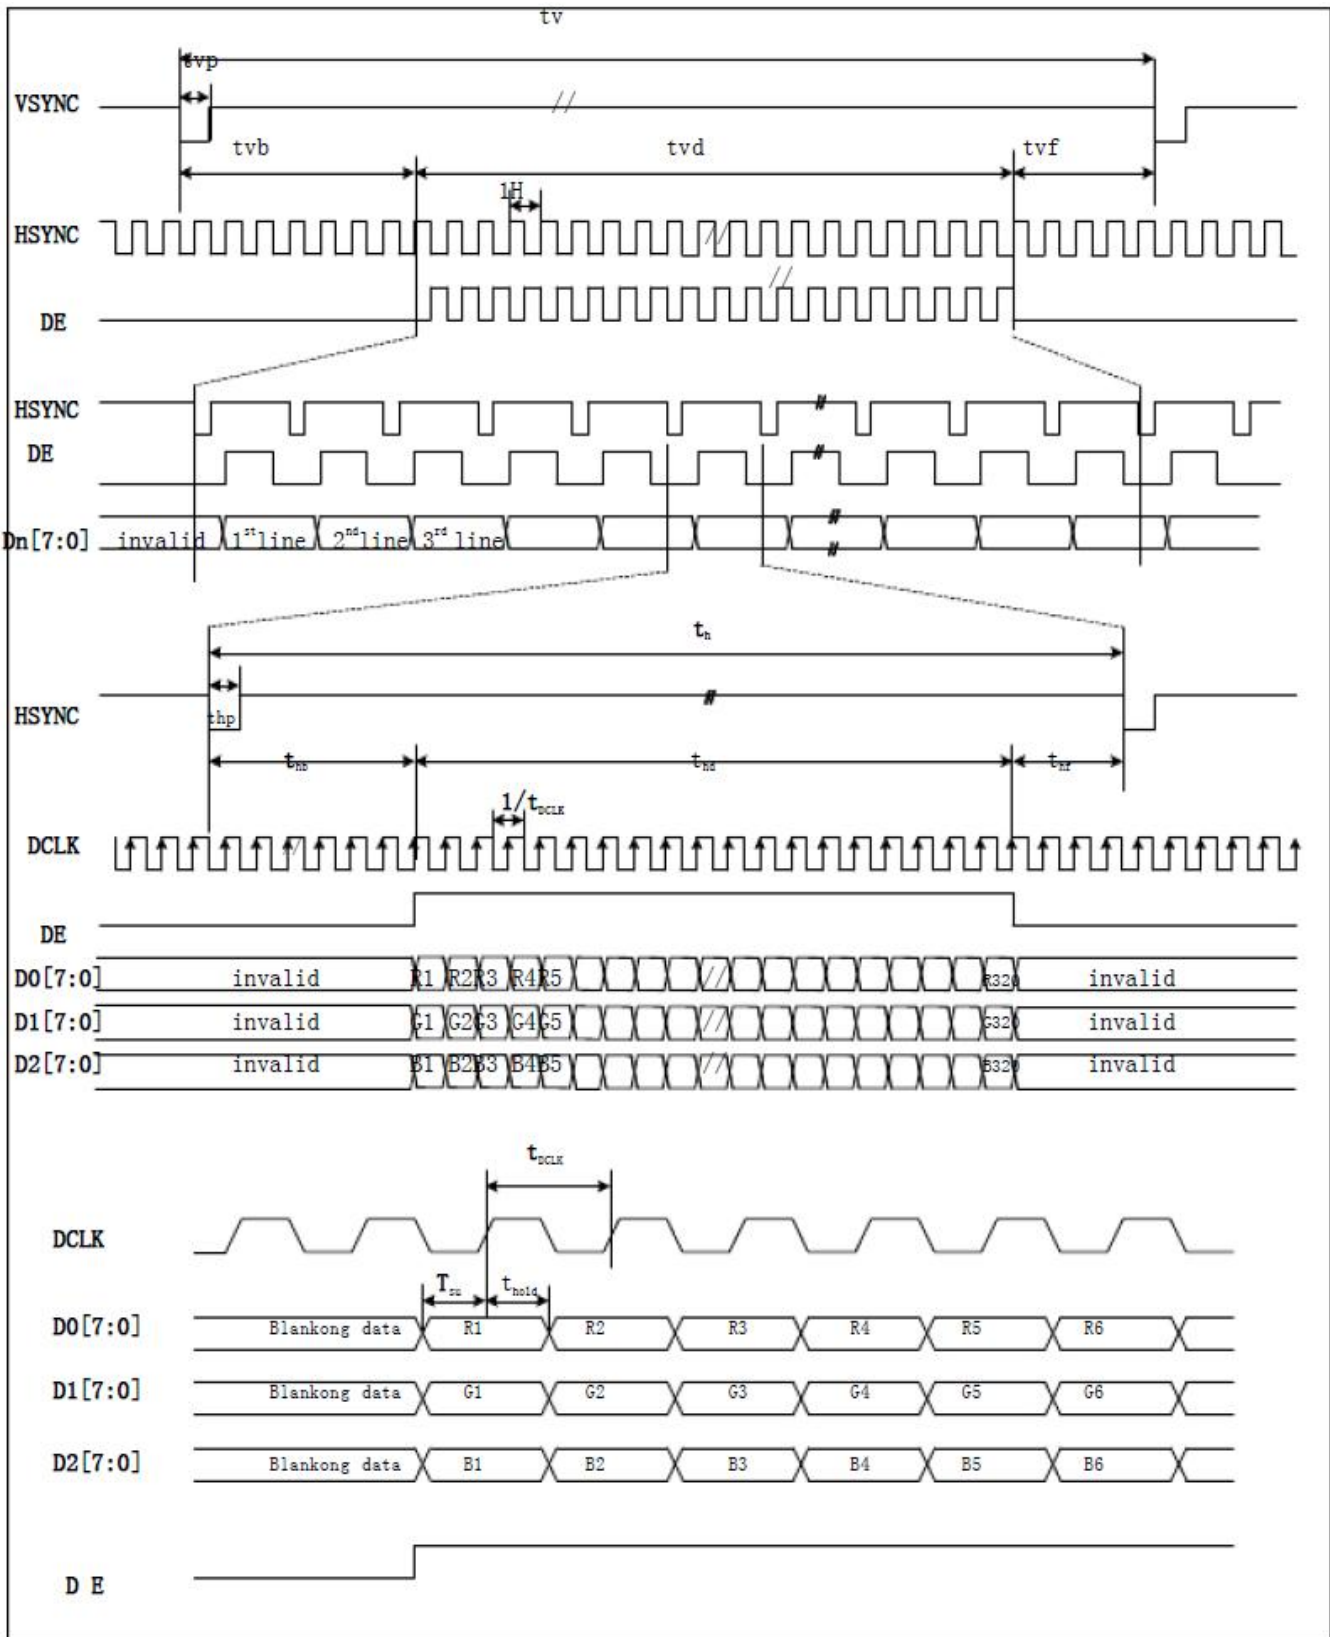 tv
tvp
VSYNC
tvb tvd tvf
1H
HSYNC
DE
HSYNC
DE
Dn[7:0] invalid 1st line 2nd line 3rd line
th
HSYNC
thp
thb thd thf
1/tDCLK
DCLK
DE
D0[7:0] invalid R1 R2 R3 R4 R5 R320 invalid
D1[7:0] invalid G1 G2 G3 G4 G5 G320 invalid
D2[7:0] invalid B1 B2 B3 B4 B5 B320 invalid
tDCLK
DCLK
Tsu thold
D0[7:0] Blankong data R1 R2 R3 R4 R5 R6
D1[7:0] Blankong data G1 G2 G3 G4 G5 G6
D2[7:0] Blankong data B1 B2 B3 B4 B5 B6
D E